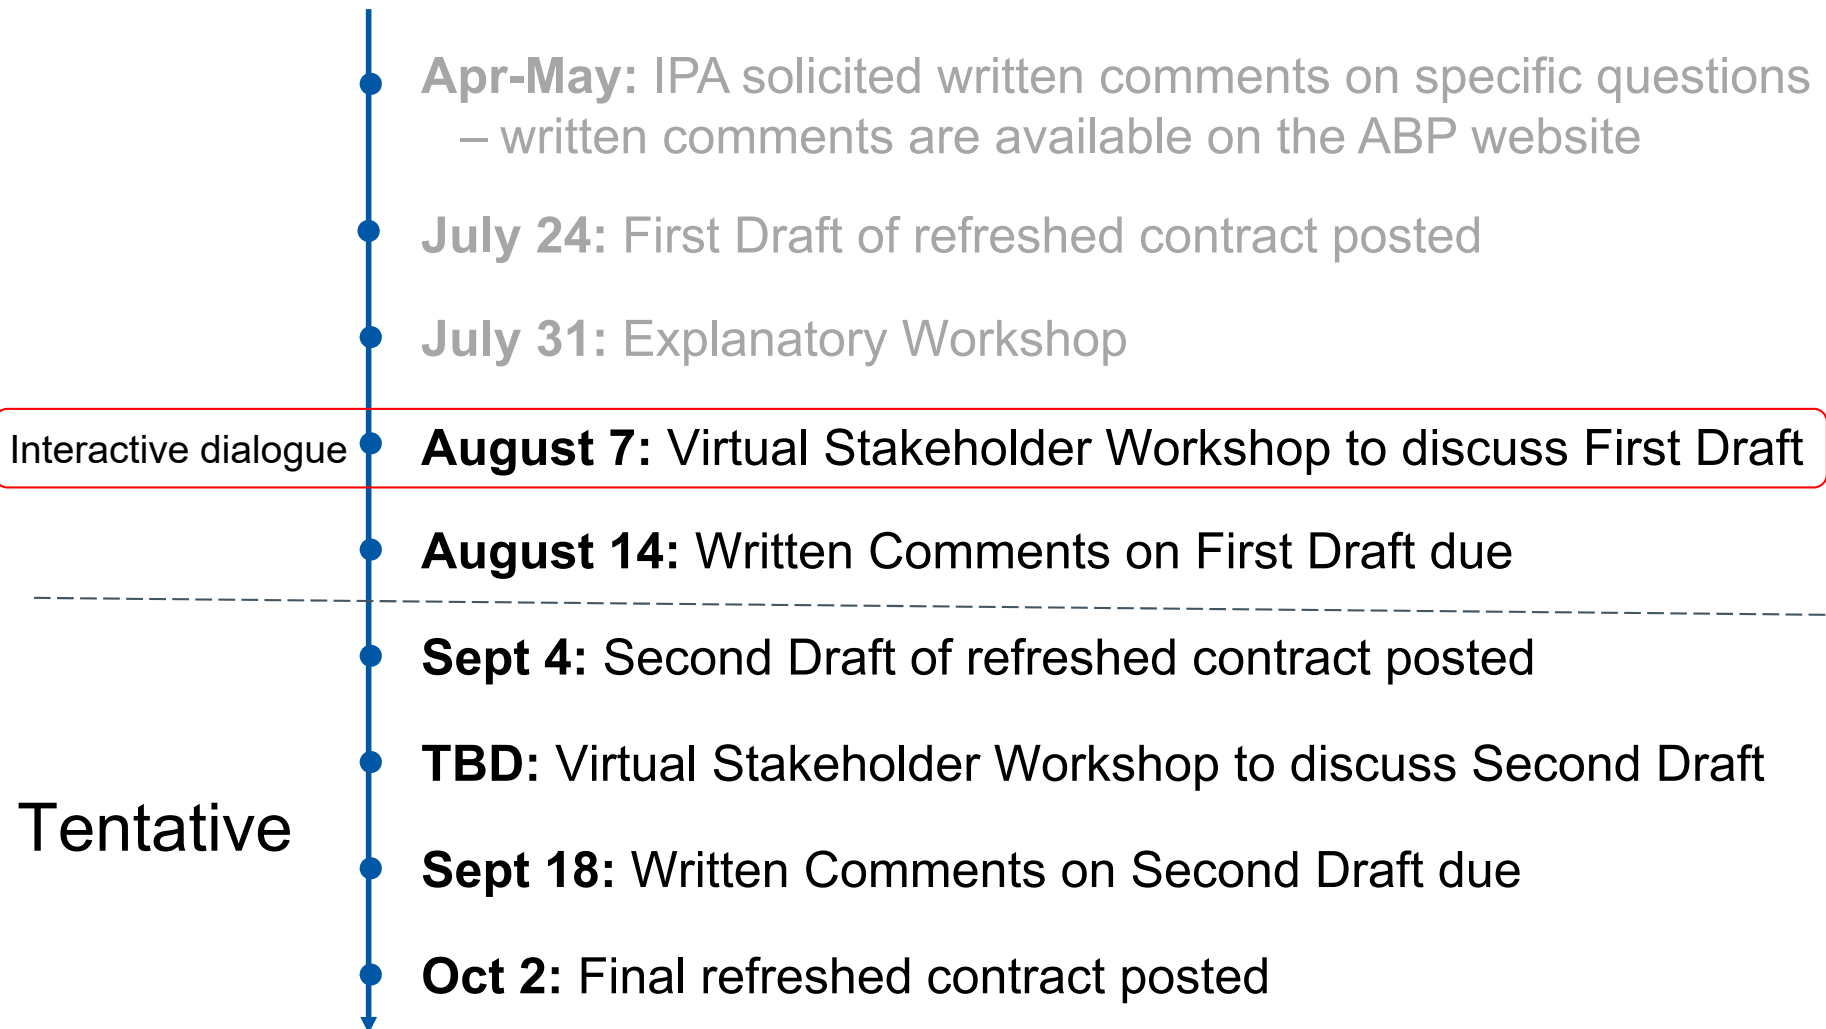 Apr-May: IPA solicited written comments on specific questions
– written comments are available on the ABP website
July 24: First Draft of refreshed contract posted
July 31: Explanatory Workshop
Interactive dialogue
August 7: Virtual Stakeholder Workshop to discuss First Draft
August 14: Written Comments on First Draft due
Sept 4: Second Draft of refreshed contract posted
TBD: Virtual Stakeholder Workshop to discuss Second Draft
Tentative
Sept 18: Written Comments on Second Draft due
Oct 2: Final refreshed contract posted